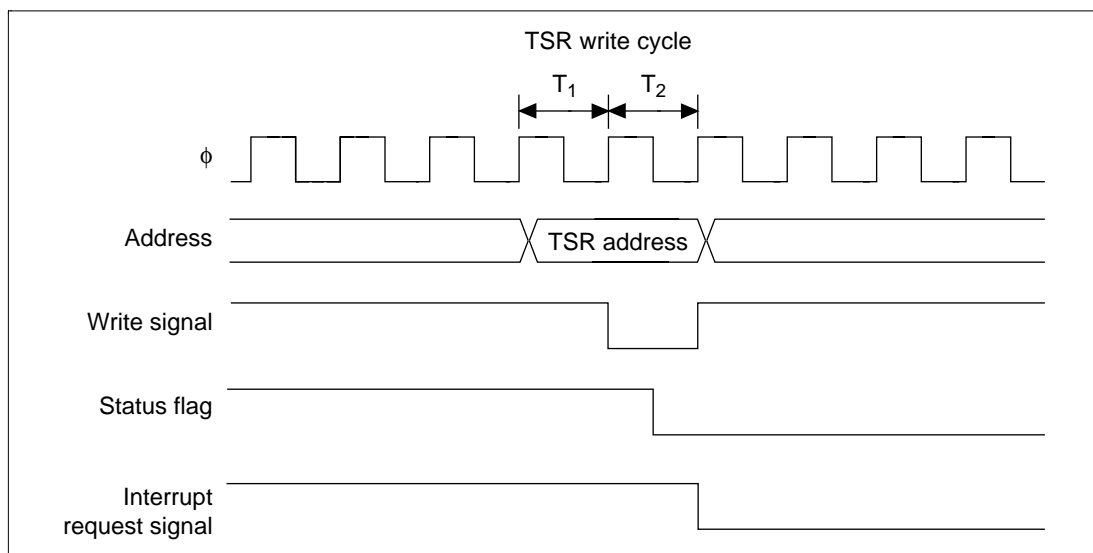 TSR write cycle
T1 T2
ϕ
Address
TSR address
Write signal
Status flag
Interrupt
request signal